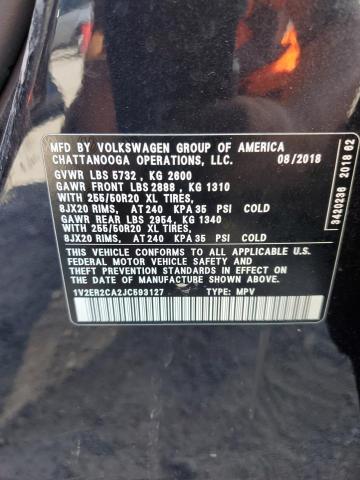 MFD BY VOLKSWAGEN GROUP OF AMERICA
CHATTANOOGA OPERATIONS, LLC. 08/2018
GVWR LBS 5732 , KG 2600
GAWR FRONT LBS 2888 , KG 1310
WITH 255/50R20 XL TIRES,
8JX20 RIMS, AT 240 KPA 35 PSI COLD
GAWR REAR LBS 2954, KG 1340
WITH 255/50R20 XL TIRES,
8JX20 RIMS, AT 240 KPA 35 PSI COLD
THIS VEHICLE CONFORMS TO ALL APPLICABLE U.S.
FEDERAL MOTOR VEHICLE SAFETY STANDARDS IN EFFECT ON
THE DATE OF MANUFACTURE SHOWN ABOVE.
1V2ER2CA2JC593127 TYPE: MPV
3420236 2018 62